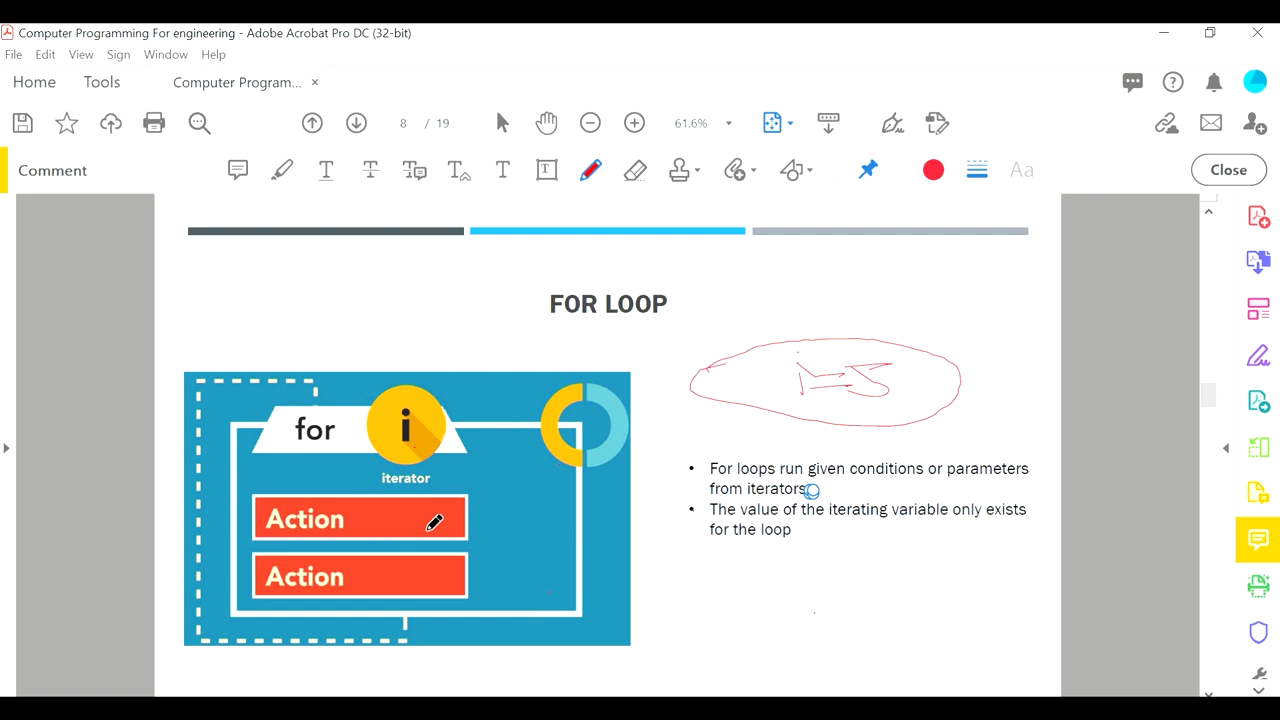 Computer Programming For engineering - Adobe Acrobat Pro DC (32-bit)
File Edit View Sign Window Help
Home Tools Computer Program... ×
8 / 19 61.6%
Comment
Aa
Close
FOR LOOP
i=5
for i
iterator
Action
Action
• For loops run given conditions or parameters
from iterators
• The value of the iterating variable only exists
for the loop